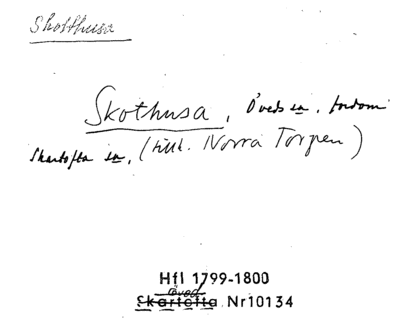 Skotthusa
Skothusa, Öveds sn, fordom
Skartofta sn, (till. Norra Torpen)
Hfl 1799-1800
Öved
Skartofta Nr10134